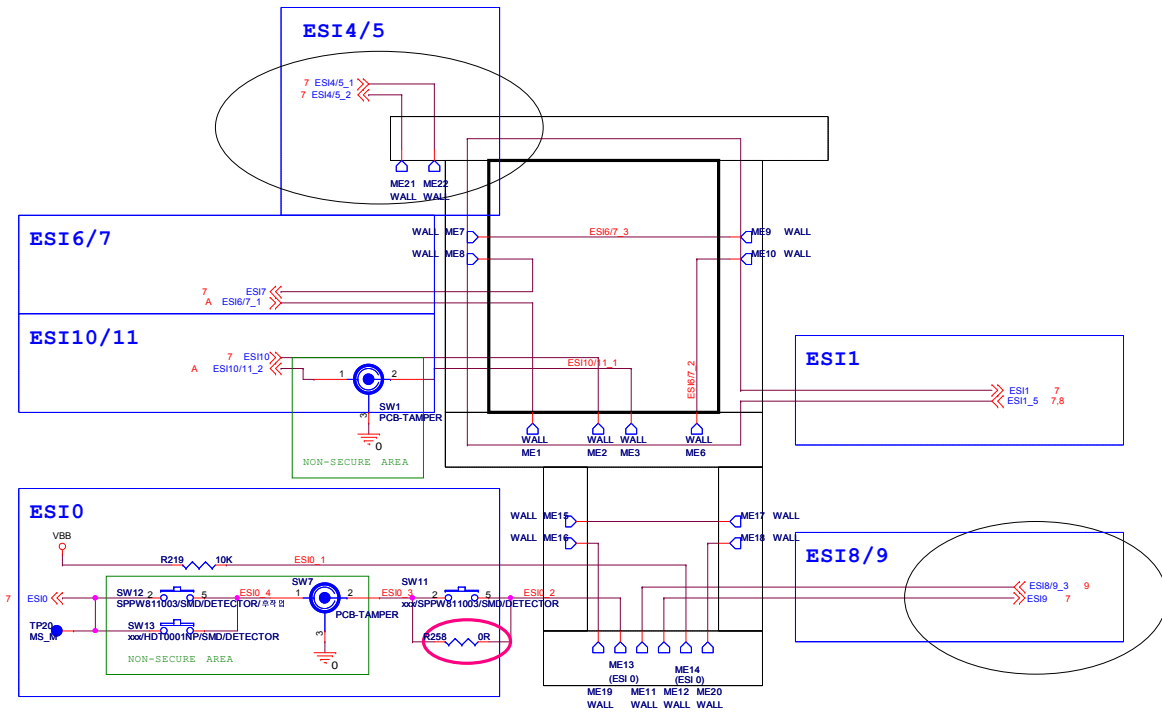 ESI4/5
7 ESI4/5_1
7 ESI4/5_2
ME21 ME22
WALL WALL
ESI6/7
WALL ME7
ESI6/7_3
ME9 WALL
WALL ME8
ME10 WALL
7 ESI7
A ESI6/7_1
ESI10/11
7 ESI10
A ESI10/11_2
ESI10/11_1
ESI6/7_2
1
2
3
SW1
PCB-TAMPER
0
NON-SECURE AREA
WALL WALL WALL WALL
ME1 ME2 ME3 ME6
ESI1
ESI1 7
ESI1_5 7,8
ESI0
VBB
R219 10K
ESI0_1
7 ESI0
SW12
2
5
ESI0_4
SPPW811003/SMD/DETECTOR/추작업
SW7
1
2
3
PCB-TAMPER
0
ESI0_3
SW11
2
5
ESI0_2
xxx/SPPW811003/SMD/DETECTOR
TP20
MS_M
SW13
xxx/HDT0001NP/SMD/DETECTOR
R258 0R
NON-SECURE AREA
WALL ME15
ME17 WALL
WALL ME16
ME18 WALL
ESI8/9
ESI8/9_3 9
ESI9 7
ME13
(ESI 0)
ME14
(ESI 0)
ME19 ME11 ME12 ME20
WALL WALL WALL WALL